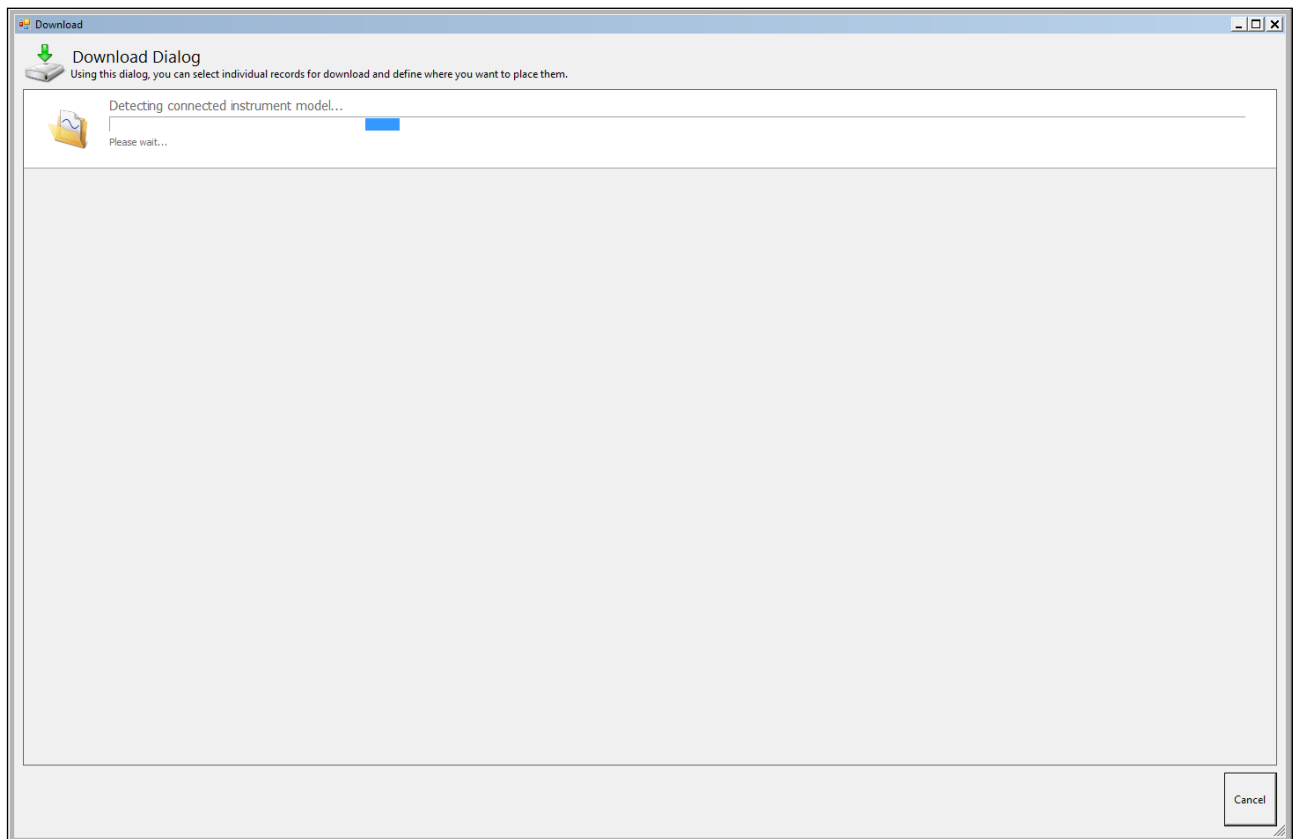 Download
Download Dialog
Using this dialog, you can select individual records for download and define where you want to place them.
Detecting connected instrument model...
Please wait...
Cancel